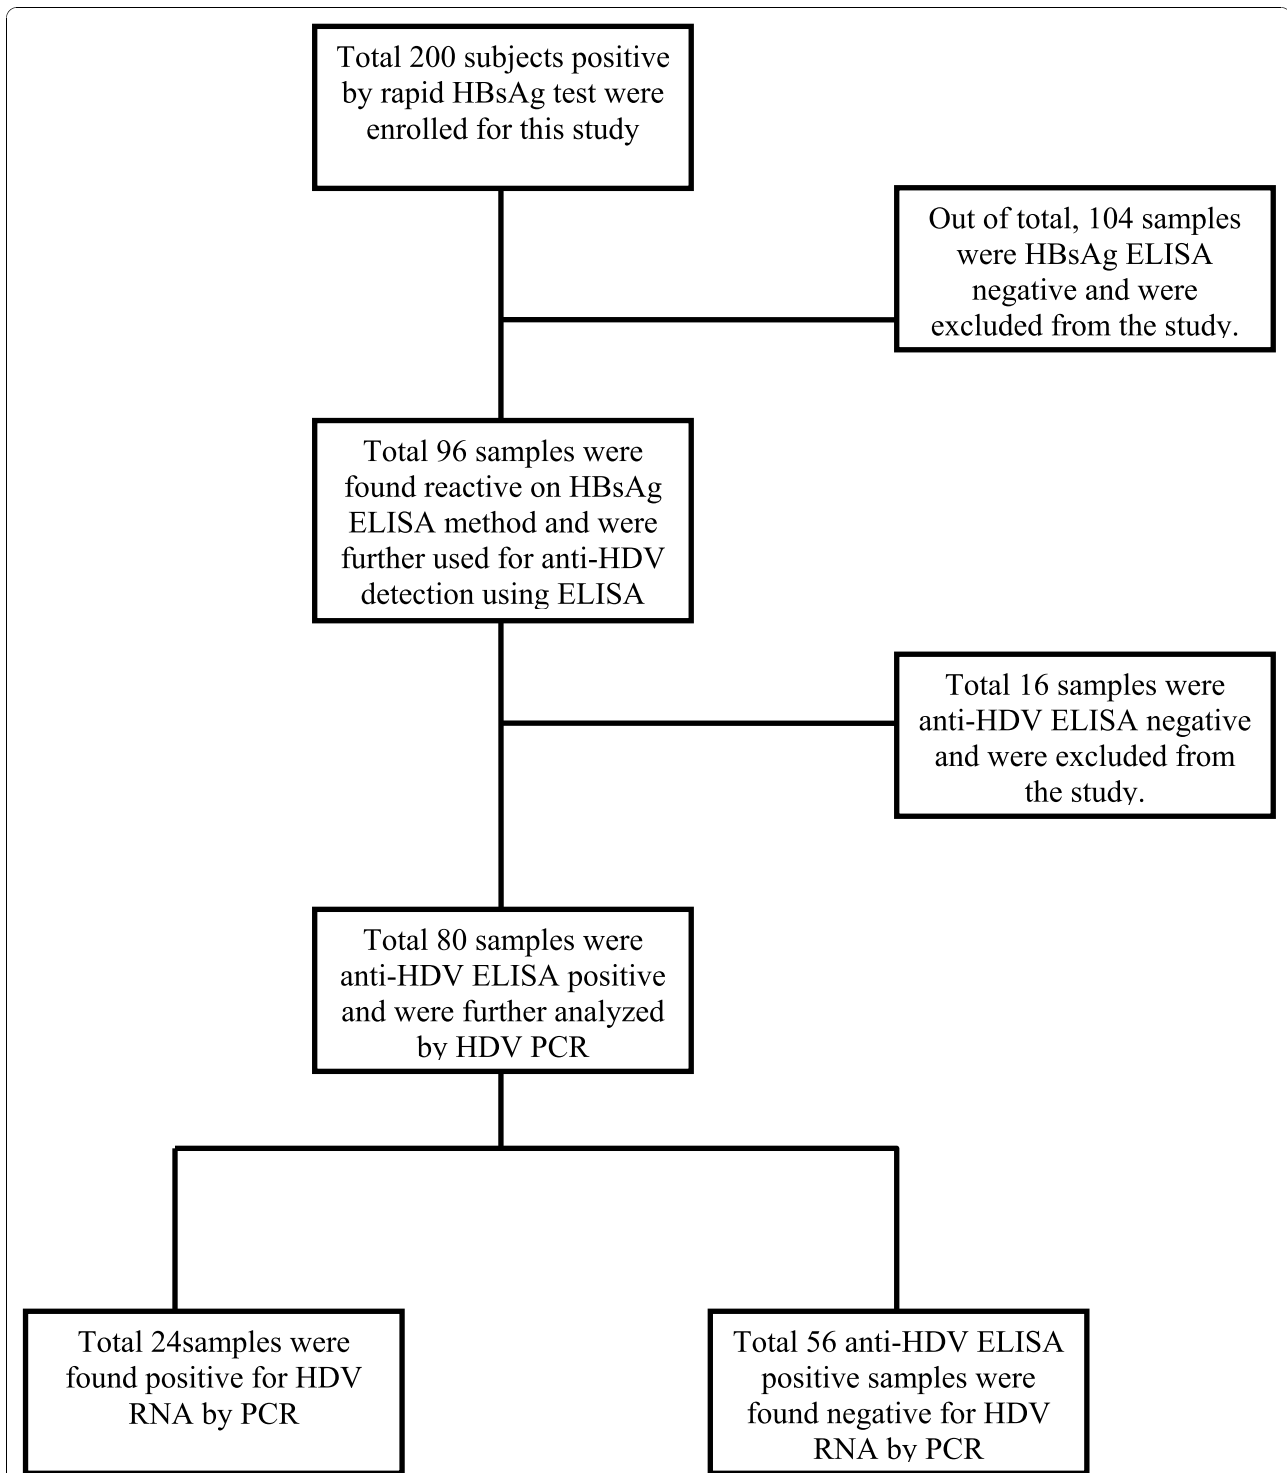 Total 200 subjects positive
by rapid HBsAg test were
enrolled for this study
Out of total, 104 samples
were HBsAg ELISA
negative and were
excluded from the study.
Total 96 samples were
found reactive on HBsAg
ELISA method and were
further used for anti-HDV
detection using ELISA
Total 16 samples were
anti-HDV ELISA negative
and were excluded from
the study.
Total 80 samples were
anti-HDV ELISA positive
and were further analyzed
by HDV PCR
Total 24samples were
found positive for HDV
RNA by PCR
Total 56 anti-HDV ELISA
positive samples were
found negative for HDV
RNA by PCR